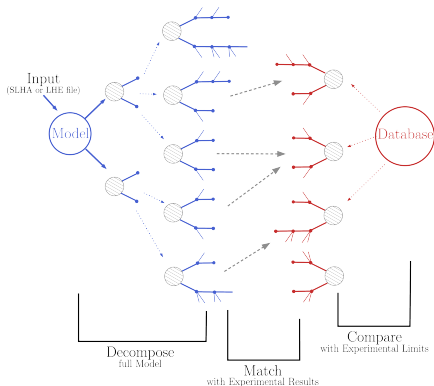 Input
(SLHA or LHE file)
Model
Database
Decompose
full Model
Match
with Experimental Results
Compare
with Experimental Limits